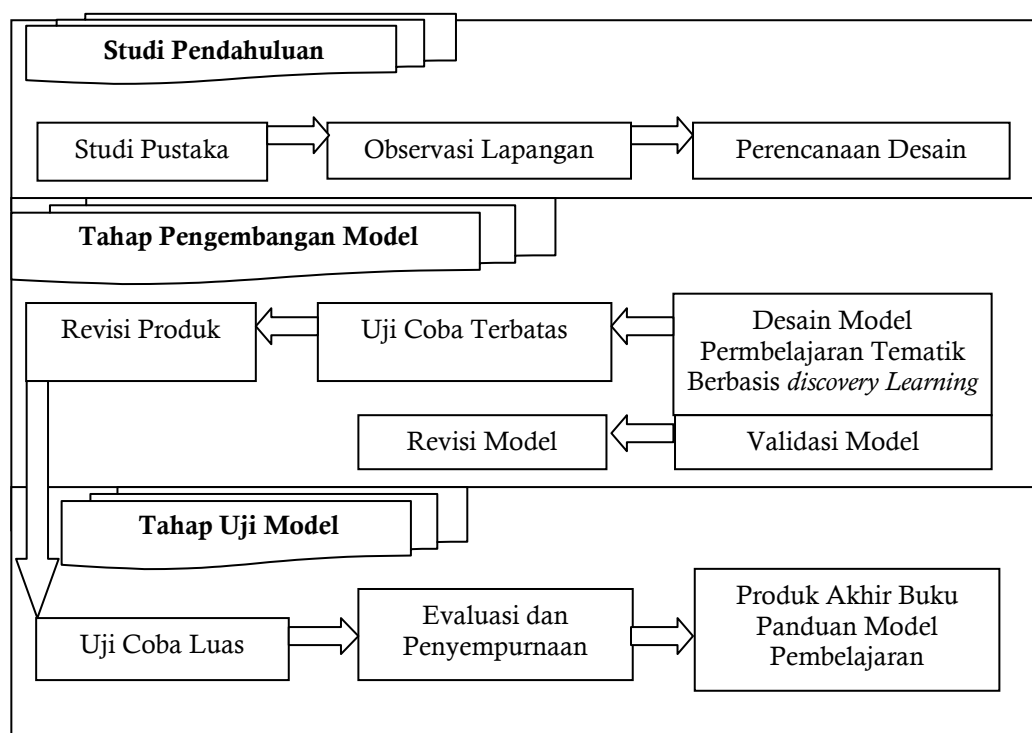 Studi Pendahuluan
Studi Pustaka
Observasi Lapangan
Perencanaan Desain
Tahap Pengembangan Model
Revisi Produk
Uji Coba Terbatas
Desain Model
Permbelajaran Tematik
Berbasis discovery Learning
Revisi Model
Validasi Model
Tahap Uji Model
Uji Coba Luas
Evaluasi dan
Penyempurnaan
Produk Akhir Buku
Panduan Model
Pembelajaran